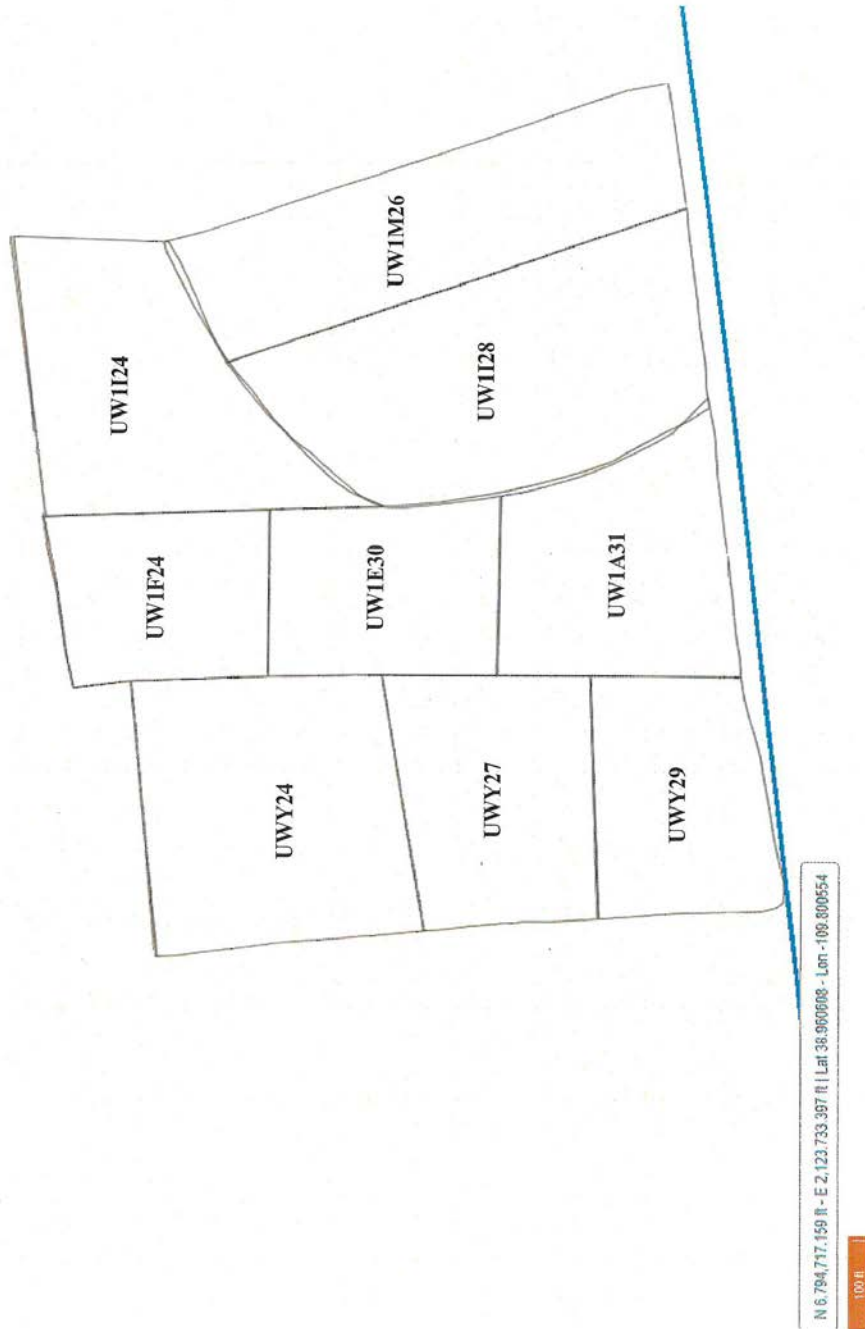 UW1I24
UW1M26
UW1I28
UW1F24
UW1E30
UW1A31
UWY24
UWY27
UWY29
N 6,794,717.159 ft - E 2,123,733.397 ft | Lat 38.960608 - Lon -109.800554
100 ft